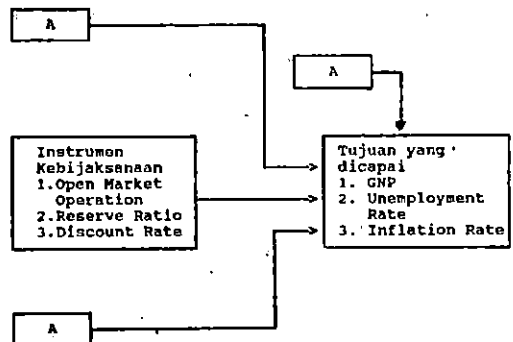 A
A
Instrumen
Kebijaksanaan
1.Open Market
Operation
2.Reserve Ratio
3.Discount Rate
Tujuan yang
dicapai
1. GNP
2. Unemployment
Rate
3. Inflation Rate
A